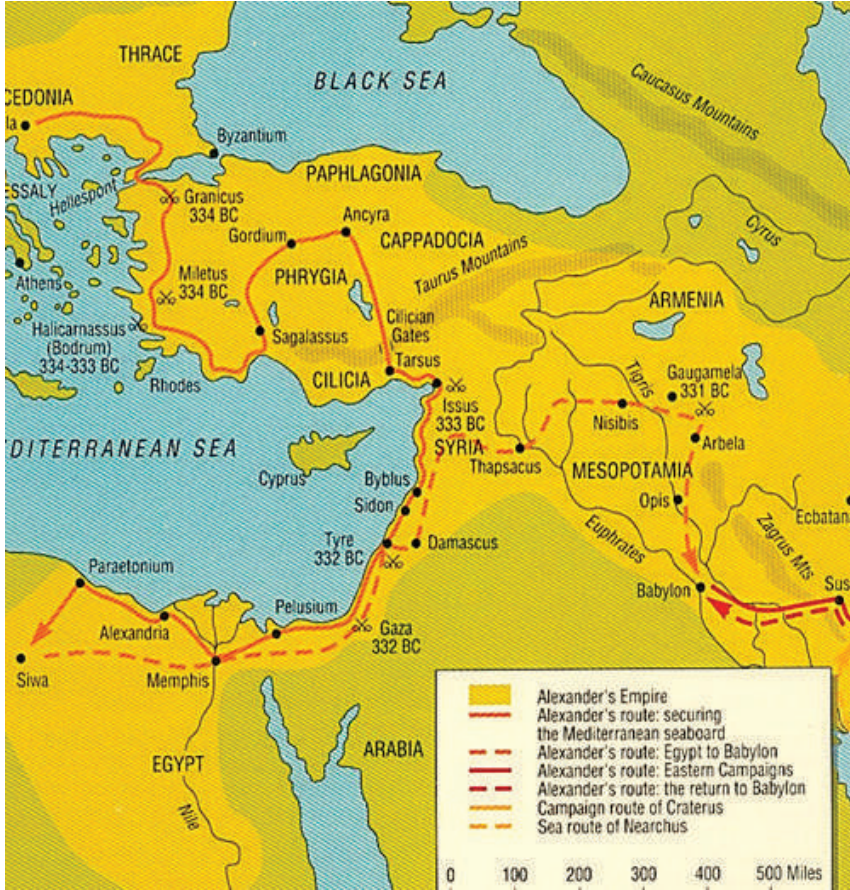 THRACE
BLACK SEA
Caucasus Mountains
CEDONIA
la
Byzantium
PAPHLAGONIA
ESSALY
Hellespont
Granicus
334 BC
Ancyra
Gordium
CAPPADOCIA
Cyrus
Athens
Miletus
334 BC
PHRYGIA
Taurus Mountains
ARMENIA
Halicarnassus
(Bodrum)
334-333 BC
Sagalassus
Cilician
Gates
Tarsus
Tigris
Gaugamela
331 BC
Rhodes
CILICIA
Issus
333 BC
Nisibis
Arbela
EDITERRANEAN SEA
SYRIA
Thapsacus
MESOPOTAMIA
Cyprus
Byblus
Sidon
Opis
Ecbatana
Tyre
332 BC
Damascus
Euphrates
Zagrus Mts
Paraetonium
Babylon
Sus
Pelusium
Alexandria
Gaza
332 BC
Siwa
Memphis
EGYPT
ARABIA
Nile
Alexander's Empire
Alexander's route: securing
the Mediterranean seaboard
Alexander's route: Egypt to Babylon
Alexander's route: Eastern Campaigns
Alexander's route: the return to Babylon
Campaign route of Craterus
Sea route of Nearchus
0 100 200 300 400 500 Miles